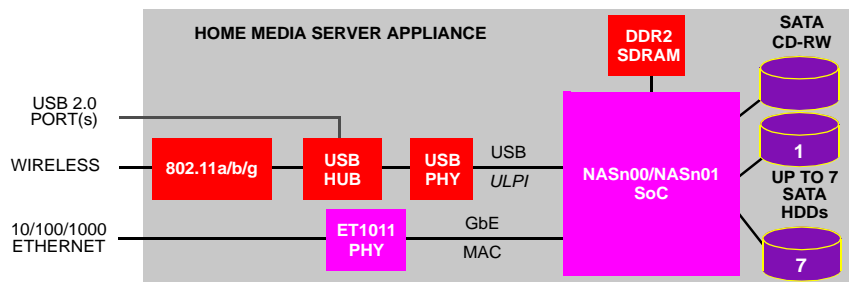 HOME MEDIA SERVER APPLIANCE
DDR2
SDRAM
SATA
CD-RW
USB 2.0
PORT(s)
WIRELESS
802.11a/b/g
USB
HUB
USB
PHY
USB
ULPI
NASn00/NASn01
SoC
1
UP TO 7
SATA
HDDs
7
10/100/1000
ETHERNET
ET1011
PHY
GbE
MAC